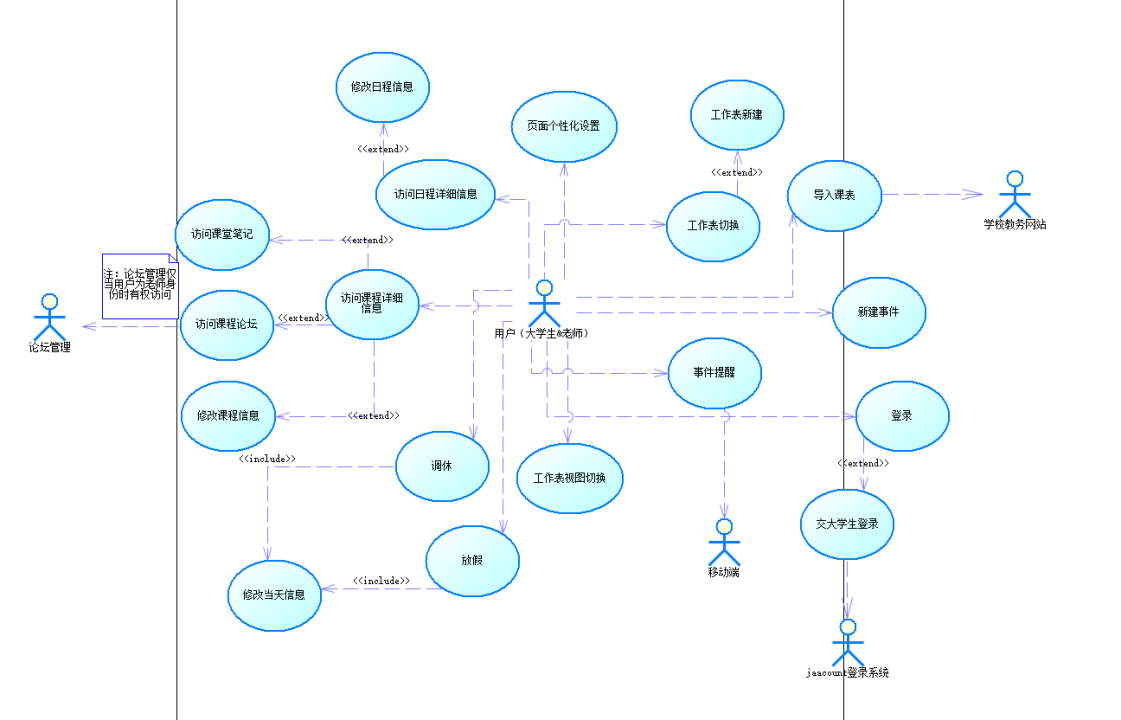 修改日程信息
页面个性化设置
工作表新建
<<extend>>
<<extend>>
访问日程详细信息
导入课表
学校教务网站
工作表切换
访问课堂笔记
<<extend>>
注：论坛管理仅
当用户为老师身
份时有权访问
访问课程详细
信息
新建事件
访问课程论坛
<<extend>>
用户（大学生&老师）
论坛管理
事件提醒
修改课程信息
<<extend>>
登录
<<include>>
调休
<<extend>>
工作表视图切换
交大学生登录
放假
移动端
<<include>>
修改当天信息
jaacount登录系统